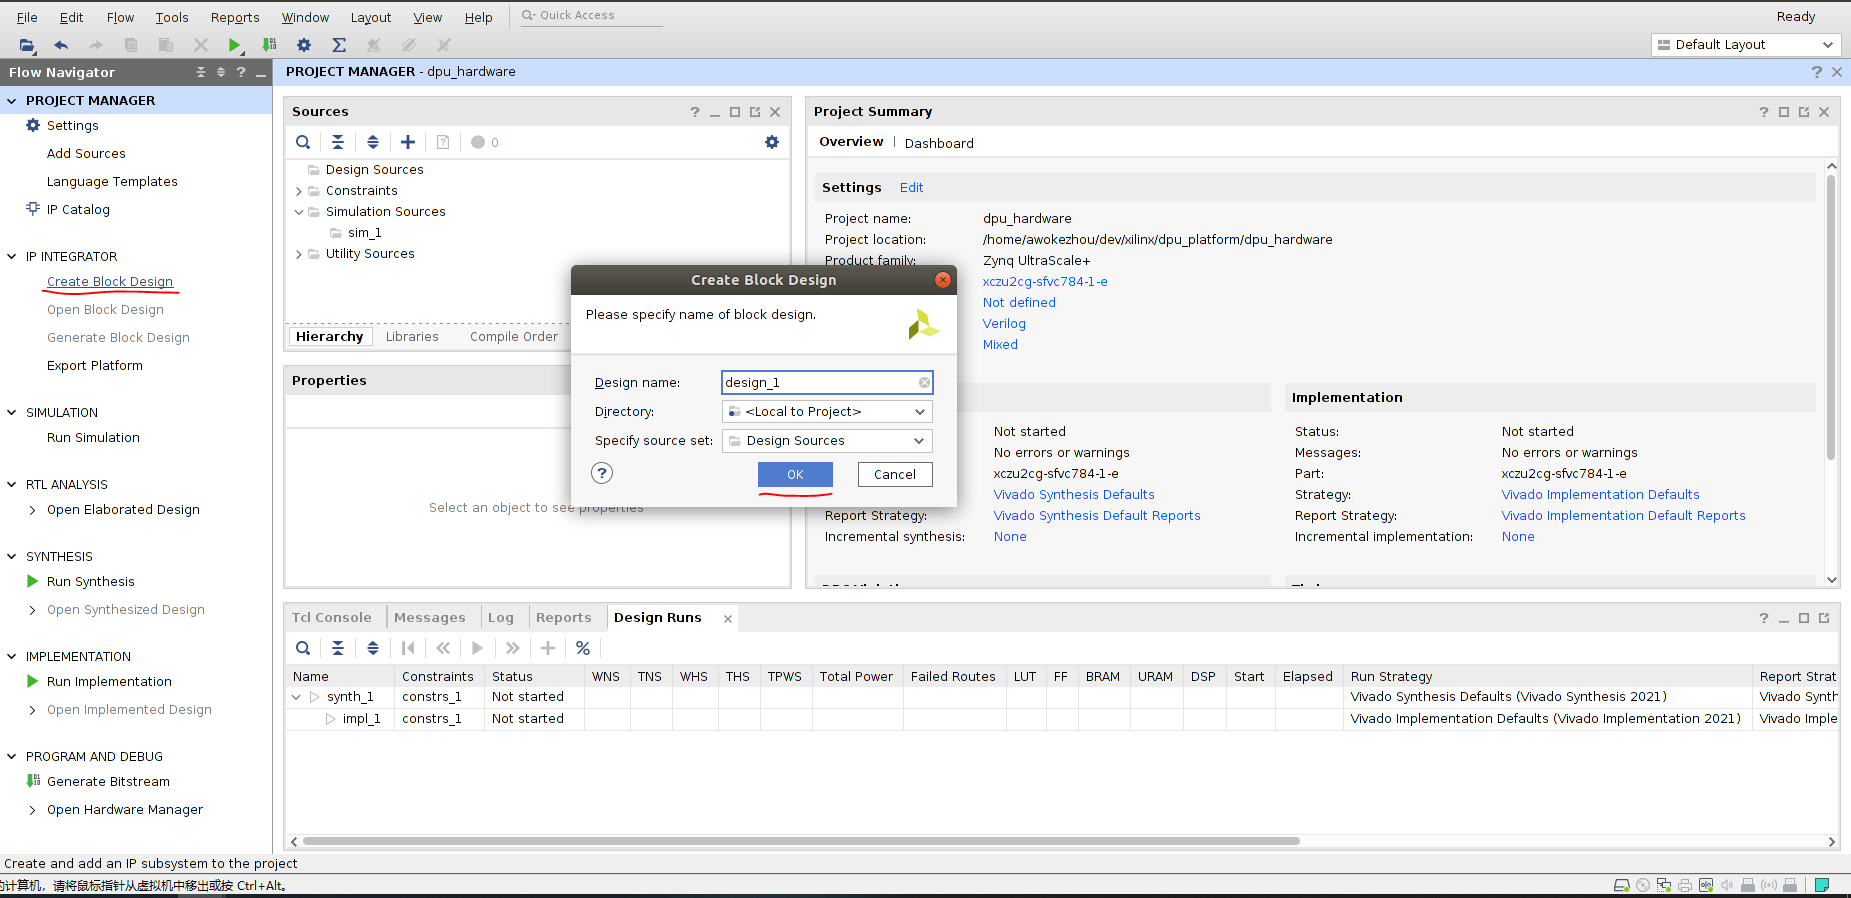 File Edit Flow Tools Reports Window Layout View Help Quick Access Ready
Default Layout
Flow Navigator
PROJECT MANAGER - dpu_hardware
PROJECT MANAGER
Settings
Add Sources
Language Templates
IP Catalog
IP INTEGRATOR
Create Block Design
Open Block Design
Generate Block Design
Export Platform
SIMULATION
Run Simulation
RTL ANALYSIS
Open Elaborated Design
SYNTHESIS
Run Synthesis
Open Synthesized Design
IMPLEMENTATION
Run Implementation
Open Implemented Design
PROGRAM AND DEBUG
Generate Bitstream
Open Hardware Manager
Sources
0
Design Sources
Constraints
Simulation Sources
sim_1
Utility Sources
Hierarchy Libraries Compile Order
Properties
Select an object to see properties
Project Summary
Overview | Dashboard
Settings Edit
Project name: dpu_hardware
Project location: /home/awokezhou/dev/xilinx/dpu_platform/dpu_hardware
Product family: Zynq UltraScale+
xczu2cg-sfvc784-1-e
Not defined
Verilog
Mixed
Not started
No errors or warnings
xczu2cg-sfvc784-1-e
Vivado Synthesis Defaults
Report Strategy: Vivado Synthesis Default Reports
Incremental synthesis: None
Implementation
Status: Not started
Messages: No errors or warnings
Part: xczu2cg-sfvc784-1-e
Strategy: Vivado Implementation Defaults
Report Strategy: Vivado Implementation Default Reports
Incremental implementation: None
Create Block Design
Please specify name of block design.
Design name: design_1
Directory: <Local to Project>
Specify source set: Design Sources
OK Cancel
Tcl Console Messages Log Reports Design Runs
Name Constraints Status WNS TNS WHS THS TPWS Total Power Failed Routes LUT FF BRAM URAM DSP Start Elapsed Run Strategy Report Strat
synth_1 constrs_1 Not started Vivado Synthesis Defaults (Vivado Synthesis 2021) Vivado Synth
impl_1 constrs_1 Not started Vivado Implementation Defaults (Vivado Implementation 2021) Vivado Imple
Create and add an IP subsystem to the project
的计算机，请将鼠标指针从虚拟机中移出或按 Ctrl+Alt。